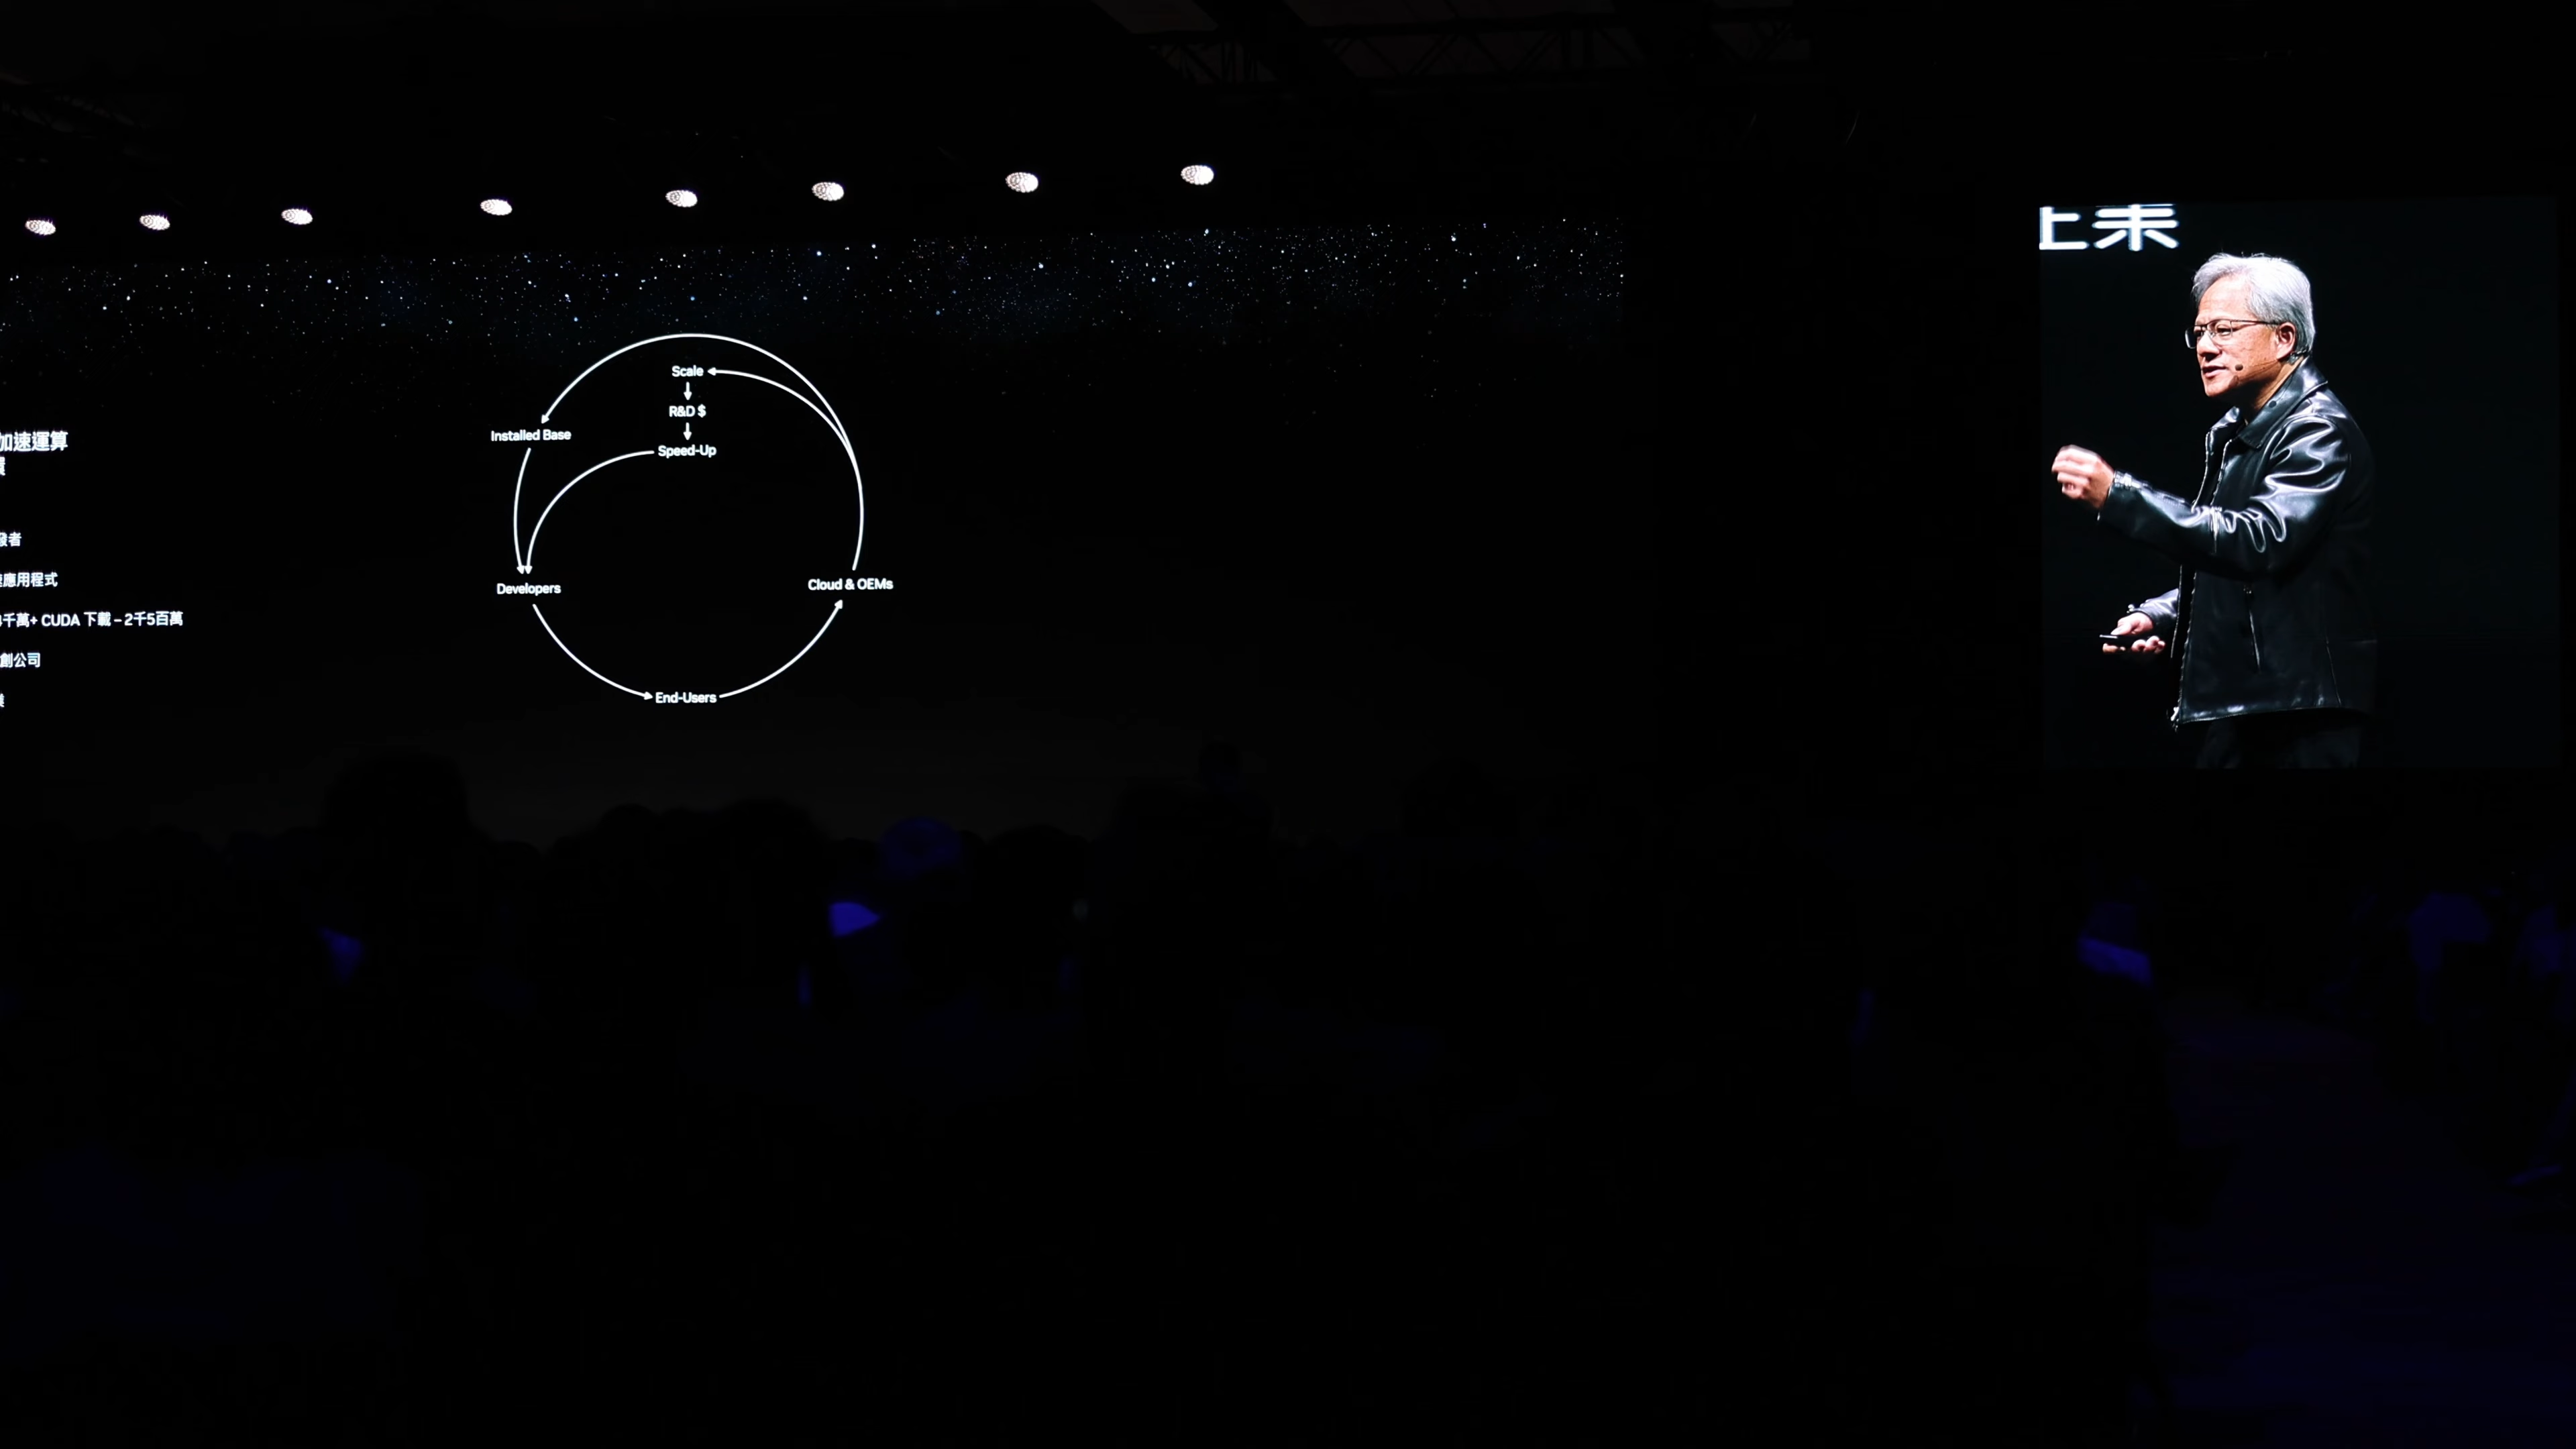 加速運算
發者
應用程式
千萬+ CUDA 下載 – 2千5百萬
創公司
Scale
R&D $
Installed Base
Speed-Up
Developers
Cloud & OEMs
End-Users